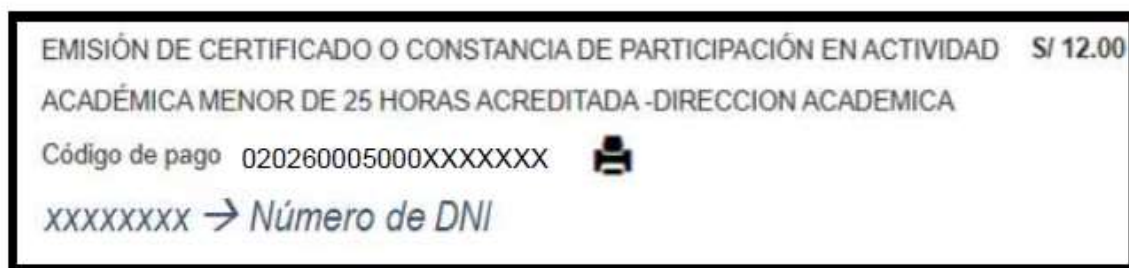 EMISIÓN DE CERTIFICADO O CONSTANCIA DE PARTICIPACIÓN EN ACTIVIDAD S/ 12.00
ACADÉMICA MENOR DE 25 HORAS ACREDITADA -DIRECCION ACADEMICA
Código de pago 020260005000XXXXXXX
xxxxxxxx → Número de DNI